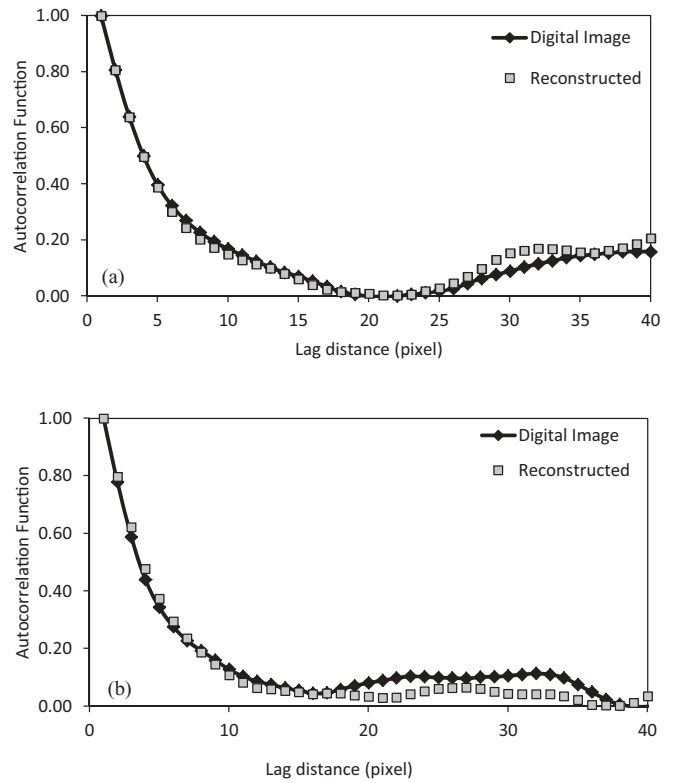 1.00
0.80
0.60
0.40
0.20
0.00
Autocorrelation Function
Digital Image
Reconstructed
(a)
0 5 10 15 20 25 30 35 40
Lag distance (pixel)
1.00
0.80
0.60
0.40
0.20
0.00
Autocorrelation Function
Digital Image
Reconstructed
(b)
0 10 20 30 40
Lag distance (pixel)